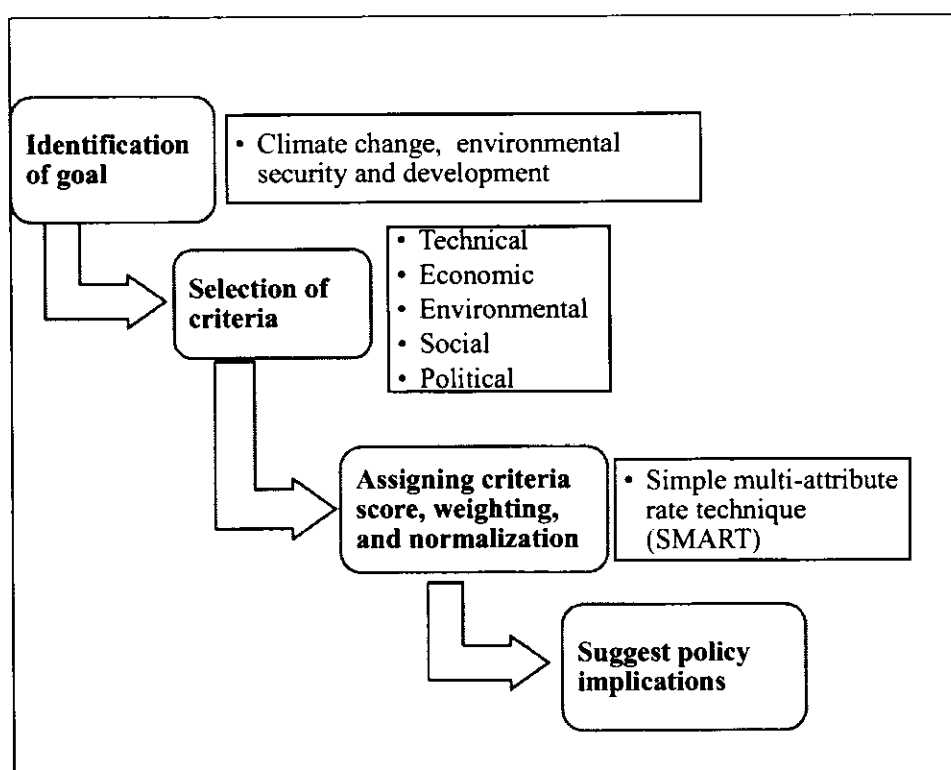 Identification
of goal
• Climate change, environmental
security and development
Selection of
criteria
• Technical
• Economic
• Environmental
• Social
• Political
Assigning criteria
score, weighting,
and normalization
• Simple multi-attribute
rate technique
(SMART)
Suggest policy
implications